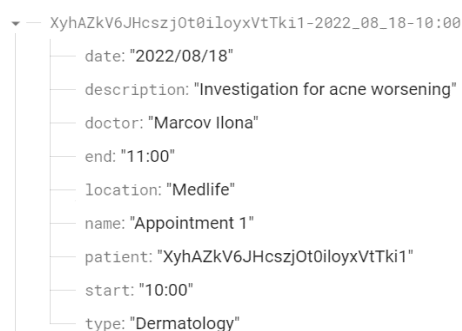 XyhAZkV6JHcszjOt0iloyxVtTki1-2022_08_18-10:00
date: "2022/08/18"
description: "Investigation for acne worsening"
doctor: "Marcov Ilona"
end: "11:00"
location: "Medlife"
name: "Appointment 1"
patient: "XyhAZkV6JHcszjOt0iloyxVtTki1"
start: "10:00"
type: "Dermatology"